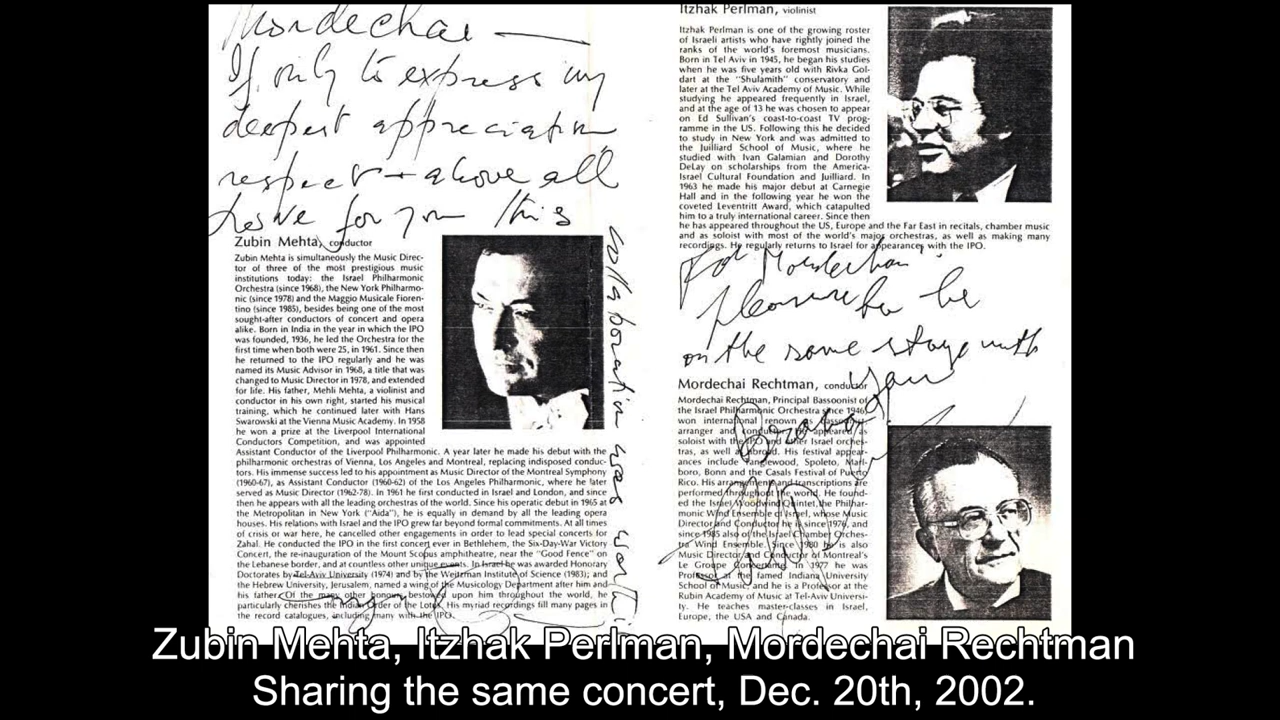 Mordechai —
If only to express my
deepest appreciation
respect + above all
Love for you this
collaboration was worth
Zubin Mehta, conductor
Zubin Mehta is simultaneously the Music Direc-
tor of three of the most prestigious music
institutions today: the Israel Philharmonic
Orchestra (since 1968), the New York Philharmo-
nic (since 1978) and the Maggio Musicale Fioren-
tino (since 1985), besides being one of the most
sought-after conductors of concert and opera
alike. Born in India in the year in which the IPO
was founded, 1936, he led the Orchestra for the
first time when both were 25, in 1961. Since then
he returned to the IPO regularly and he was
named its Music Advisor in 1968, a title that was
changed to Music Director in 1978, and extended
for life. His father, Mehli Mehta, a violinist and
conductor in his own right, started his musical
training, which he continued later with Hans
Swarowski at the Vienna Music Academy. In 1958
he won a prize at the Liverpool International
Conductors Competition, and was appointed
Assistant Conductor of the Liverpool Philharmonic. A year later he made his debut with the
philharmonic orchestras of Vienna, Los Angeles and Montreal, replacing indisposed conduc-
tors. His immense success led to his appointment as Music Director of the Montreal Symphony
(1960-67), as Assistant Conductor (1960-62) of the Los Angeles Philharmonic, where he later
served as Music Director (1962-78). In 1961 he first conducted in Israel and London, and since
then he appears with all the leading orchestras of the world. Since his operatic debut in 1965 at
the Metropolitan in New York ("Aida"), he is equally in demand by all the leading opera
houses. His relations with Israel and the IPO grew far beyond formal commitments. At all times
of crisis or war here, he cancelled other engagements in order to lead special concerts for
Zahal. He conducted the IPO in the first concert ever in Bethlehem, the Six-Day-War Victory
Concert, the re-inauguration of the Mount Scopus amphitheatre, near the "Good Fence" on
the Lebanese border, and at countless other unique events. In Israel he was awarded Honorary
Doctorates by Tel-Aviv University (1974) and by the Weitzman Institute of Science (1983); and
the Hebrew University, Jerusalem, named a wing of the Musicology Department after him and
his father. Of the many other honours bestowed upon him throughout the world, he
particularly cherishes the Indian Order of the Lotus. His myriad recordings fill many pages in
the record catalogues, including many with the IPO.
Itzhak Perlman, violinist
Itzhak Perlman is one of the growing roster
of Israeli artists who have rightly joined the
ranks of the world's foremost musicians.
Born in Tel Aviv in 1945, he began his studies
when he was five years old with Rivka Gol-
dart at the "Shulamith" conservatory and
later at the Tel Aviv Academy of Music. While
studying he appeared frequently in Israel,
and at the age of 13 he was chosen to appear
on Ed Sullivan's coast-to-coast TV prog-
ramme in the US. Following this he decided
to study in New York and was admitted to
the Juilliard School of Music, where he
studied with Ivan Galamian and Dorothy
DeLay on scholarships from the America-
Israel Cultural Foundation and Juilliard. In
1963 he made his major debut at Carnegie
Hall and in the following year he won the
coveted Leventritt Award, which catapulted
him to a truly international career. Since then
he has appeared throughout the US, Europe and the Far East in recitals, chamber music
and as soloist with most of the world's major orchestras, as well as making many
recordings. He regularly returns to Israel for appearances with the IPO.
Mordechai
pleasure to be
on the same stage with
you
Bravo
Mordechai Rechtman, conductor
Mordechai Rechtman, Principal Bassoonist of
the Israel Philharmonic Orchestra since 1946,
won international renown as bassoonist,
arranger and conductor. He appeared as
soloist with the IPO and other Israel orches-
tras, as well as abroad. His festival appear-
ances include Tanglewood, Spoleto, Marl-
boro, Bonn and the Casals Festival of Puerto
Rico. His arrangements and transcriptions are
performed throughout the world. He found-
ed the Israel Woodwind Quintet, the Philhar-
monic Wind Ensemble of Israel, whose Music
Director and Conductor he is since 1976, and
since 1985 also of the Israel Chamber Orches-
tra Wind Ensemble. Since 1980 he is also
Music Director and Conductor of Montreal's
Le Groupe Concertante. In 1977 he was
Professor at the famed Indiana University
School of Music, and he is a Professor at the
Rubin Academy of Music at Tel-Aviv Universi-
ty. He teaches master-classes in Israel,
Europe, the USA and Canada.
Zubin Mehta, Itzhak Perlman, Mordechai Rechtman
Sharing the same concert, Dec. 20th, 2002.